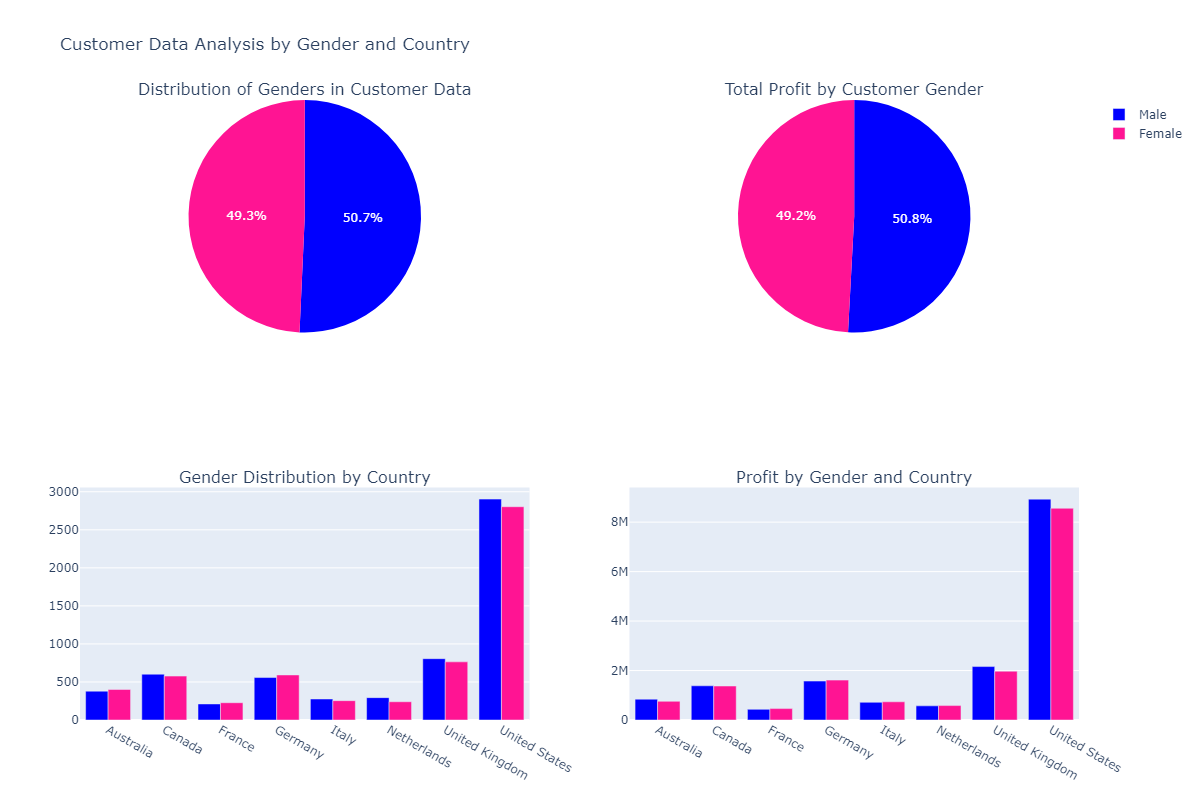 Customer Data Analysis by Gender and Country
Distribution of Genders in Customer Data
49.3%
50.7%
Total Profit by Customer Gender
49.2%
50.8%
Male
Female
Gender Distribution by Country
3000
2500
2000
1500
1000
500
0
Australia
Canada
France
Germany
Italy
Netherlands
United Kingdom
United States
Profit by Gender and Country
8M
6M
4M
2M
0
Australia
Canada
France
Germany
Italy
Netherlands
United Kingdom
United States